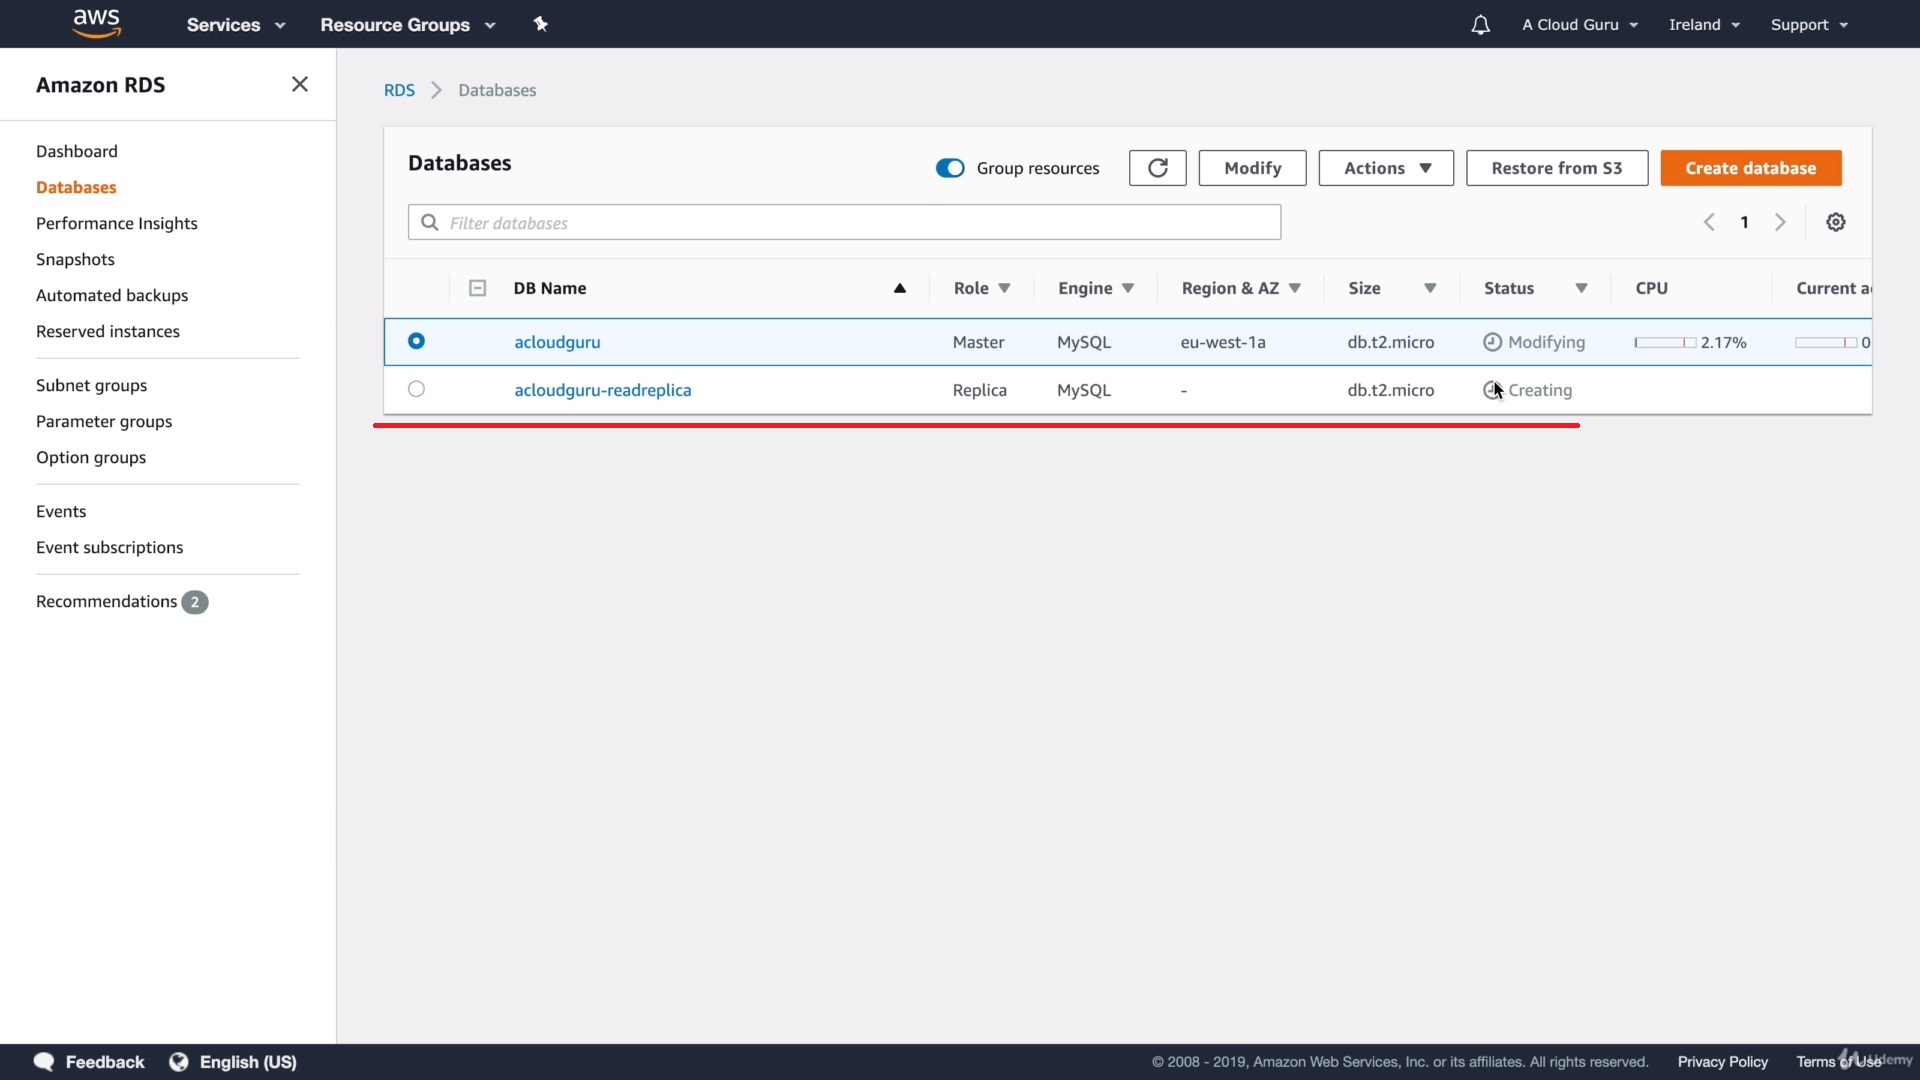 aws Services Resource Groups A Cloud Guru Ireland Support
Amazon RDS
Dashboard
Databases
Performance Insights
Snapshots
Automated backups
Reserved instances
Subnet groups
Parameter groups
Option groups
Events
Event subscriptions
Recommendations 2
RDS Databases
Databases Group resources Modify Actions Restore from S3 Create database
Filter databases 1
DB Name Role Engine Region & AZ Size Status CPU Current a
acloudguru Master MySQL eu-west-1a db.t2.micro Modifying 2.17% 0
acloudguru-readreplica Replica MySQL - db.t2.micro Creating
Feedback English (US) © 2008 - 2019, Amazon Web Services, Inc. or its affiliates. All rights reserved. Privacy Policy Terms of Use
Udemy